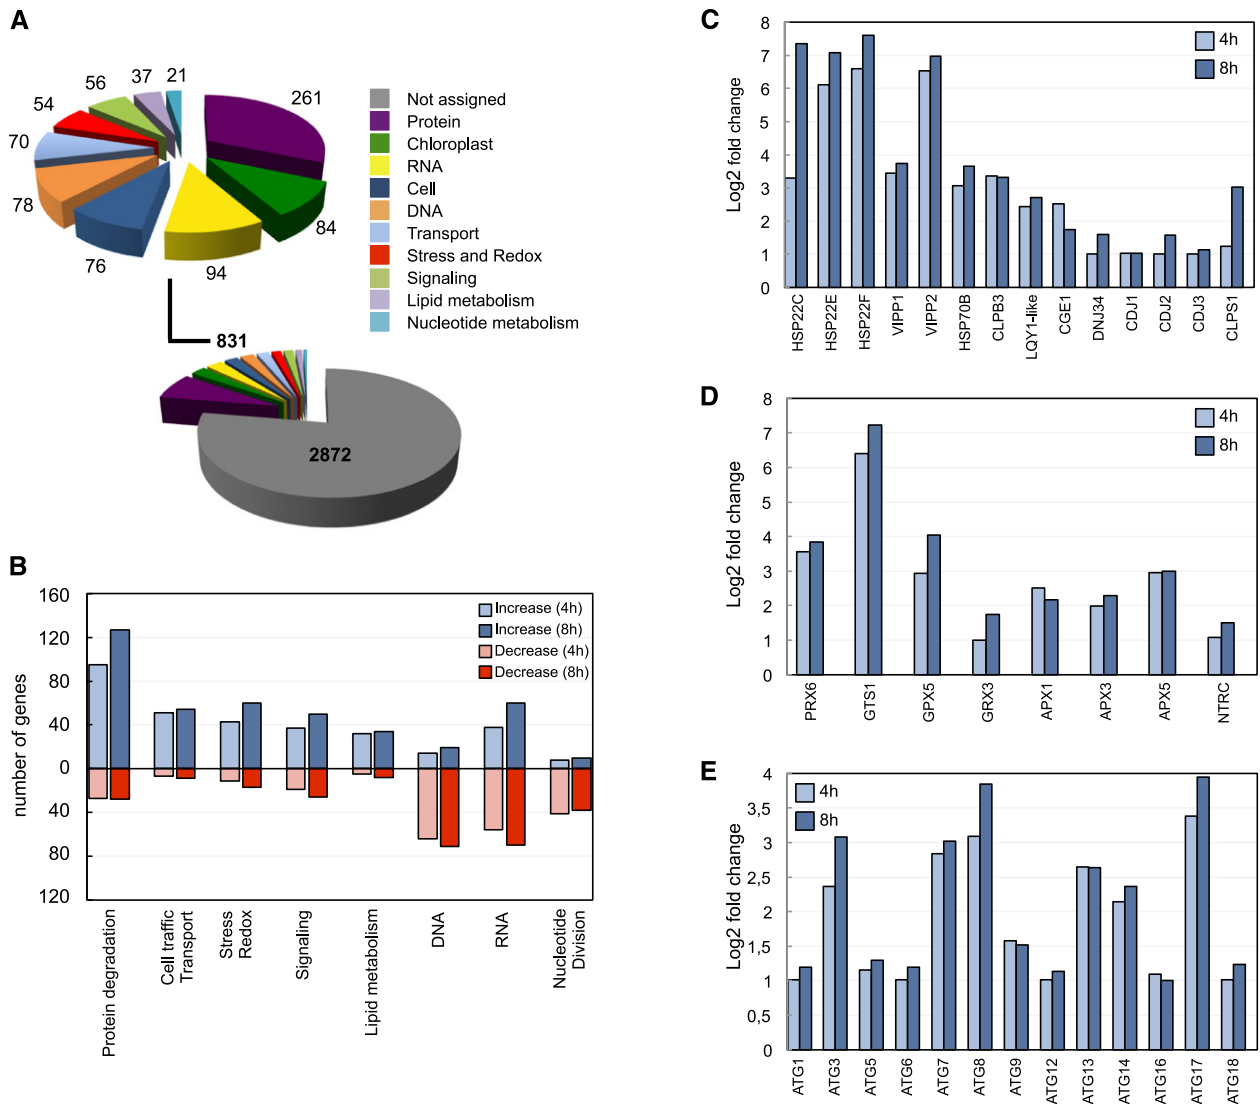 A
261
84
94
76
78
70
54
56
37
21
Not assigned
Protein
Chloroplast
RNA
Cell
DNA
Transport
Stress and Redox
Signaling
Lipid metabolism
Nucleotide metabolism
831
2872
B
number of genes
160
120
80
40
0
40
80
120
Increase (4h)
Increase (8h)
Decrease (4h)
Decrease (8h)
Protein degradation
Cell traffic
Transport
Stress
Redox
Signaling
Lipid metabolism
DNA
RNA
Nucleotide
Division
C
Log2 fold change
8
7
6
5
4
3
2
1
0
4h
8h
HSP22C
HSP22E
HSP22F
VIPP1
VIPP2
HSP70B
CLPB3
LQY1-like
CGE1
DNJ34
CDJ1
CDJ2
CDJ3
CLPS1
D
Log2 fold change
8
7
6
5
4
3
2
1
0
4h
8h
PRX6
GTS1
GPX5
GRX3
APX1
APX3
APX5
NTRC
E
Log2 fold change
4
3,5
3
2,5
2
1,5
1
0,5
0
4h
8h
ATG1
ATG3
ATG5
ATG6
ATG7
ATG8
ATG9
ATG12
ATG13
ATG14
ATG16
ATG17
ATG18